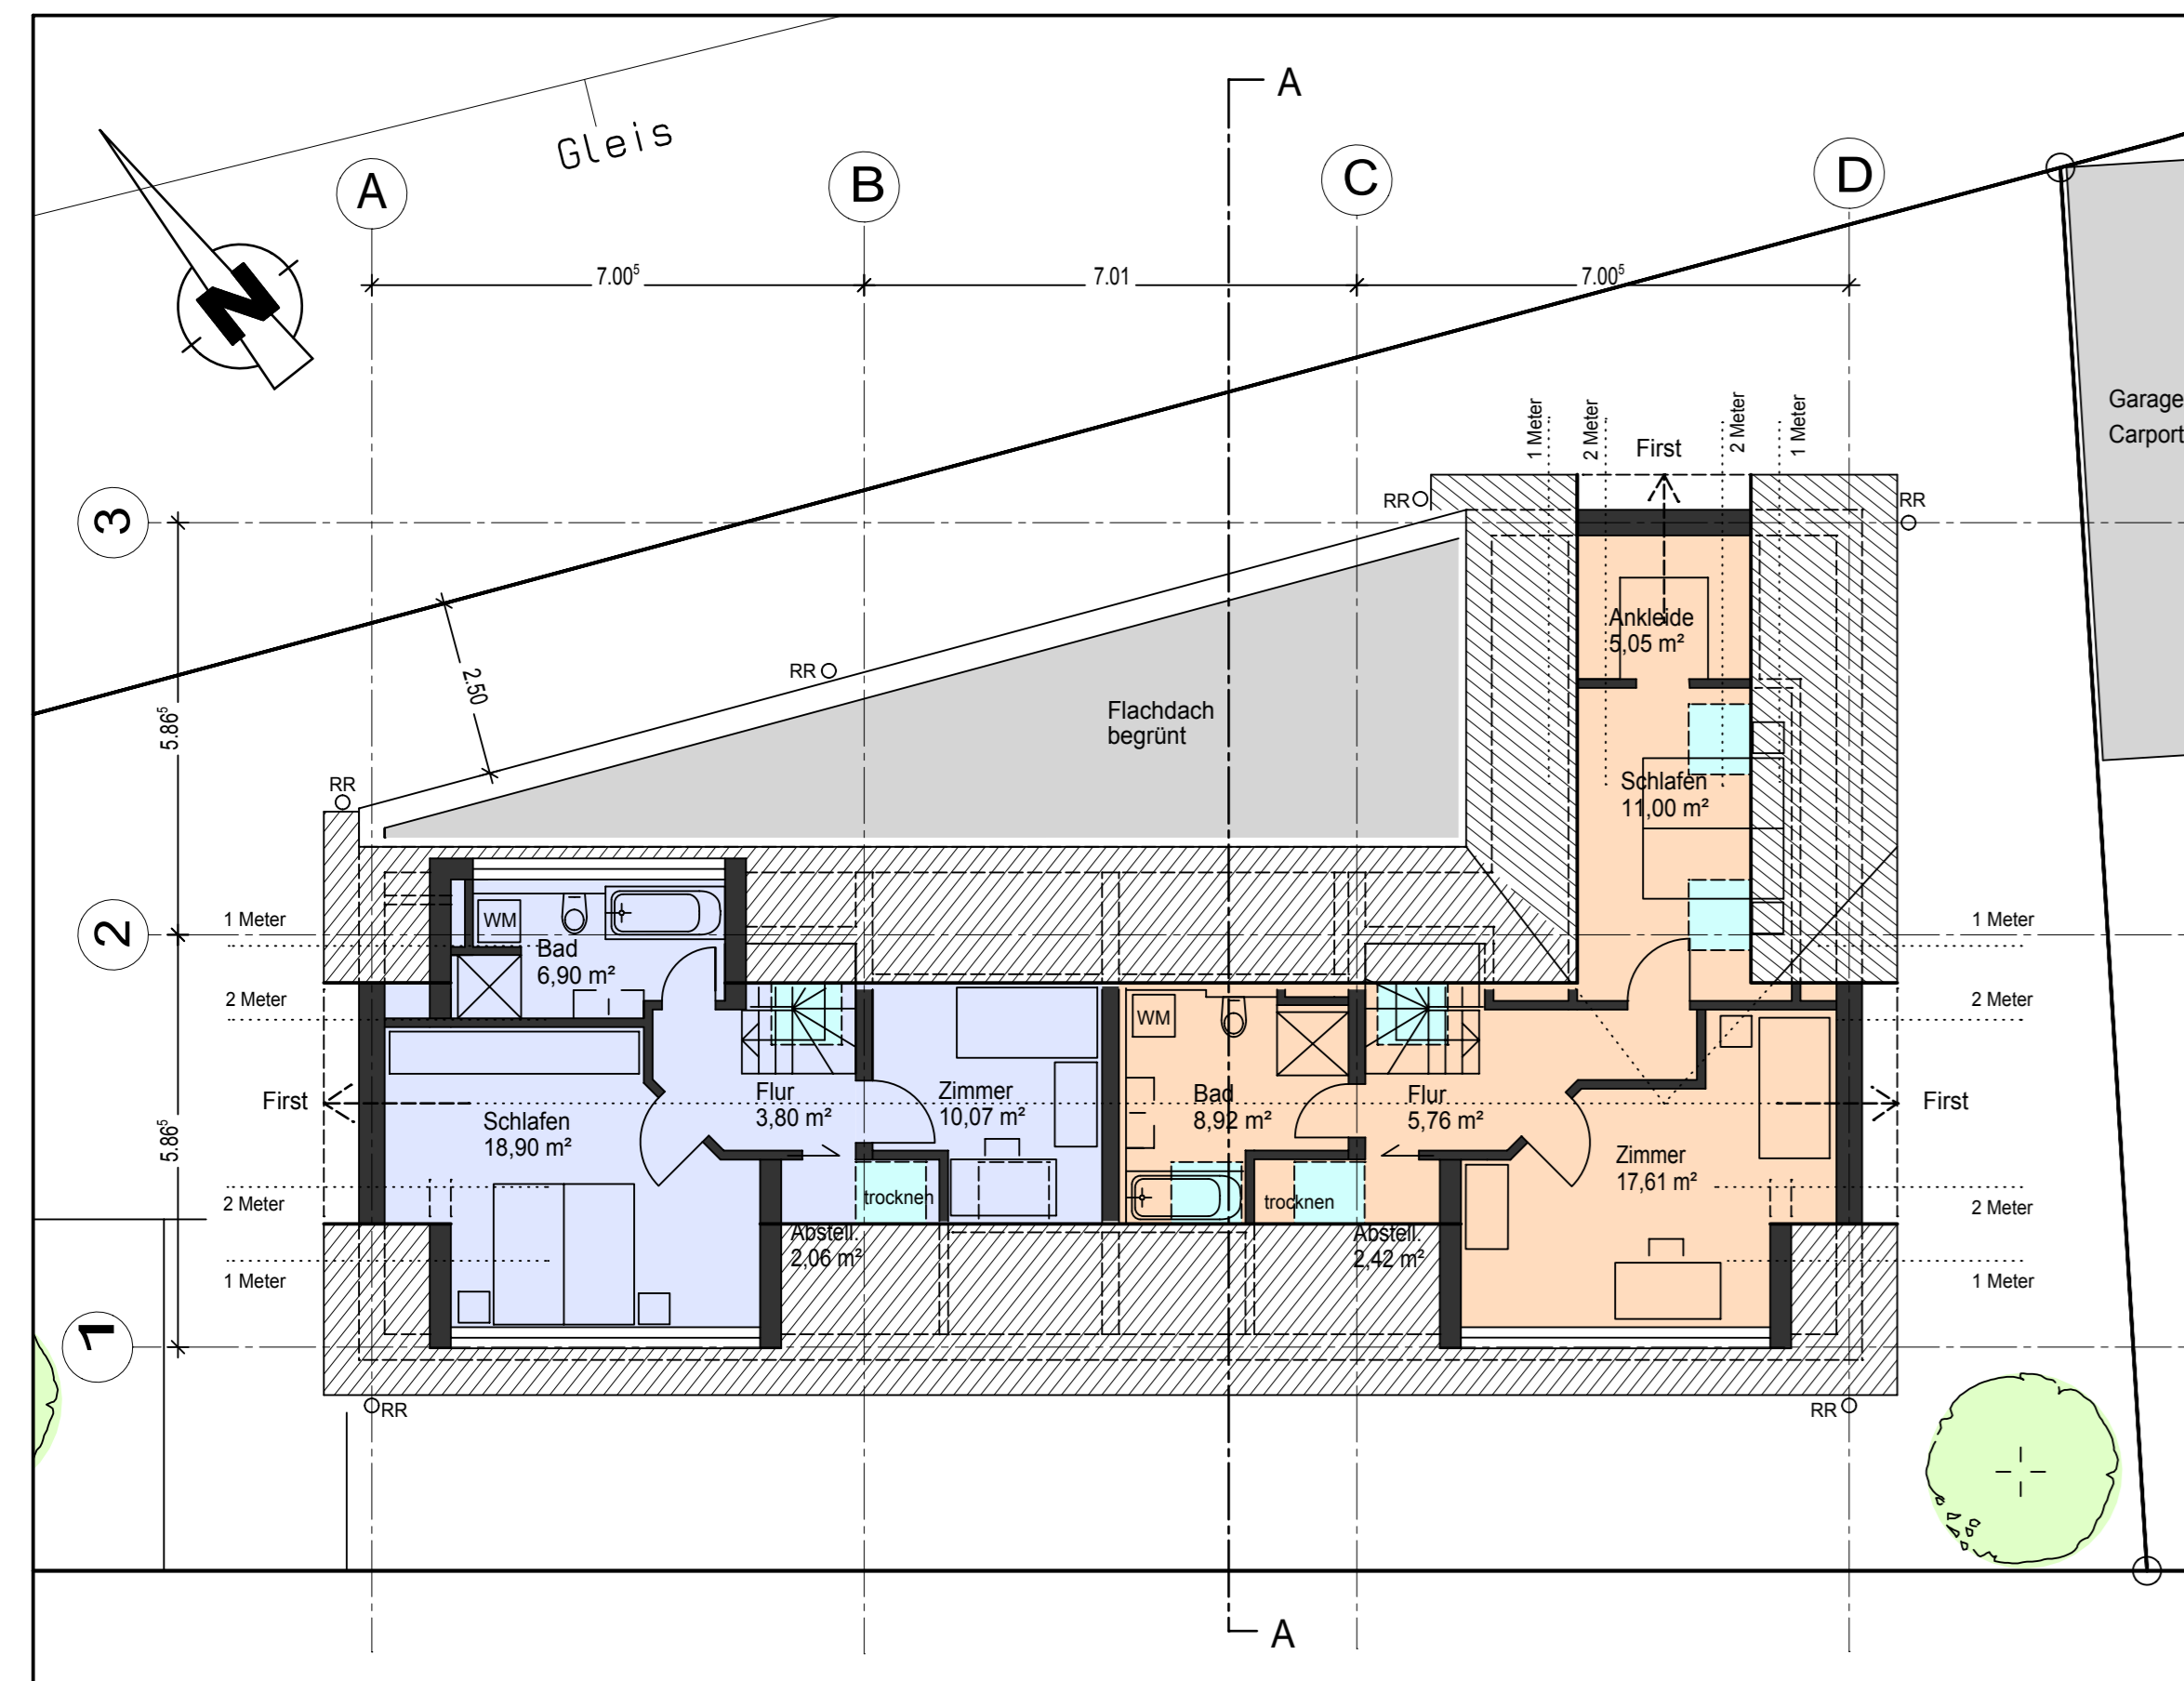 A
Gleis
A
B
C
D
N
7.00⁵
7.01
7.00⁵
Garage
Carport
1 Meter
2 Meter
2 Meter
1 Meter
First
RR
RR
3
Ankleide
5,05 m²
RR
2.50
5.86⁵
Flachdach
begrünt
Schlafen
11,00 m²
RR
1 Meter
2
WM
Bad
6,90 m²
1 Meter
2 Meter
2 Meter
WM
First
Schlafen
18,90 m²
Flur
3,80 m²
Zimmer
10,07 m²
Bad
8,92 m²
Flur
5,76 m²
Zimmer
17,61 m²
First
5.86⁵
2 Meter
trocknen
trocknen
2 Meter
Abstell.
2,06 m²
Abstell.
2,42 m²
1 Meter
1 Meter
1
RR
RR
A